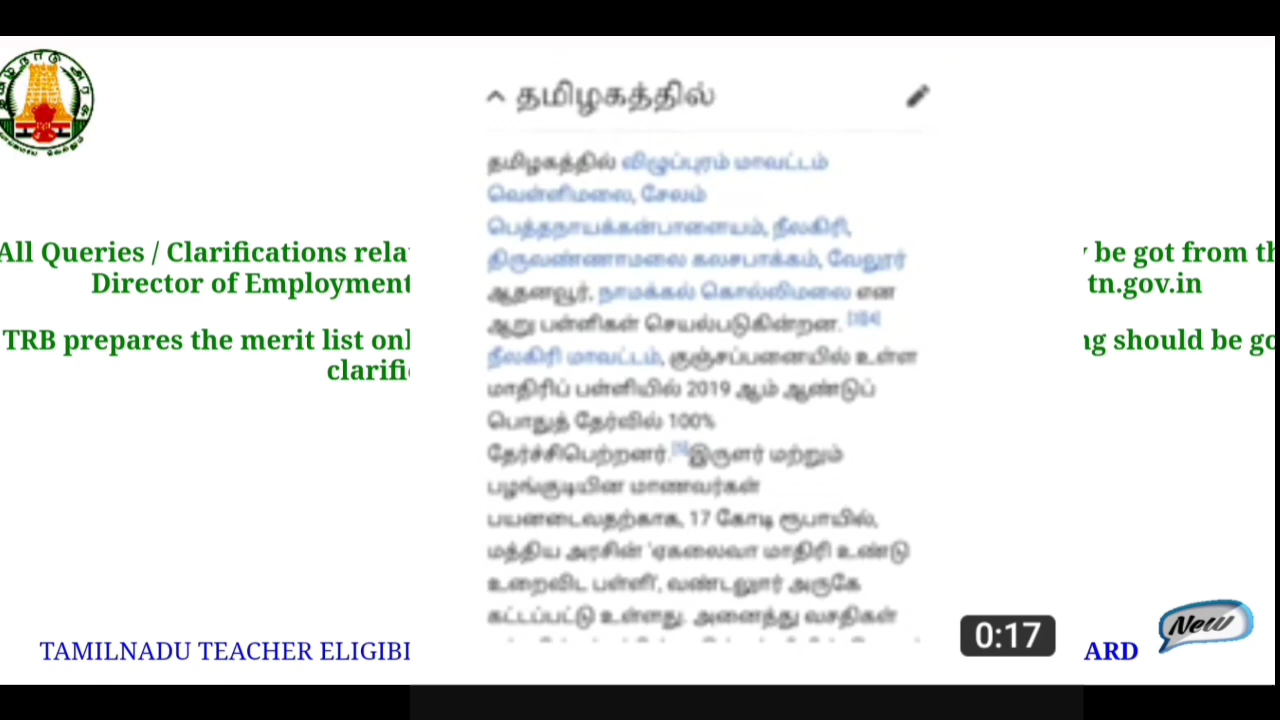 தமிழகத்தில்
தமிழகத்தில் விழுப்புரம் மாவட்டம்
வெள்ளிமலை, சேலம்
பெத்தநாயக்கன்பாளையம், நீலகிரி,
திருவண்ணாமலை கலசபாக்கம், வேலூர்
ஆதனவூர், நாமக்கல் கொல்லிமலை என
ஆறு பள்ளிகள் செயல்படுகின்றன.
நீலகிரி மாவட்டம், குஞ்சப்பனையில் உள்ள
மாதிரிப் பள்ளியில் 2019 ஆம் ஆண்டுப்
பொதுத் தேர்வில் 100%
தேர்ச்சிபெற்றனர். [5]இருளர் மற்றும்
பழங்குடியின மாணவர்கள்
பயனடைவதற்காக, 17 கோடி ரூபாயில்,
மத்திய அரசின் 'ஏகலைவா மாதிரி உண்டு
உறைவிட பள்ளி', வண்டலூர் அருகே
கட்டப்பட்டு உள்ளது. அனைத்து வசதிகள்
All Queries / Clarifications rela
y be got from th
Director of Employment
tn.gov.in
TRB prepares the merit list onl
ng should be go
clarifi
TAMILNADU TEACHER ELIGIBI
ARD
0:17
New